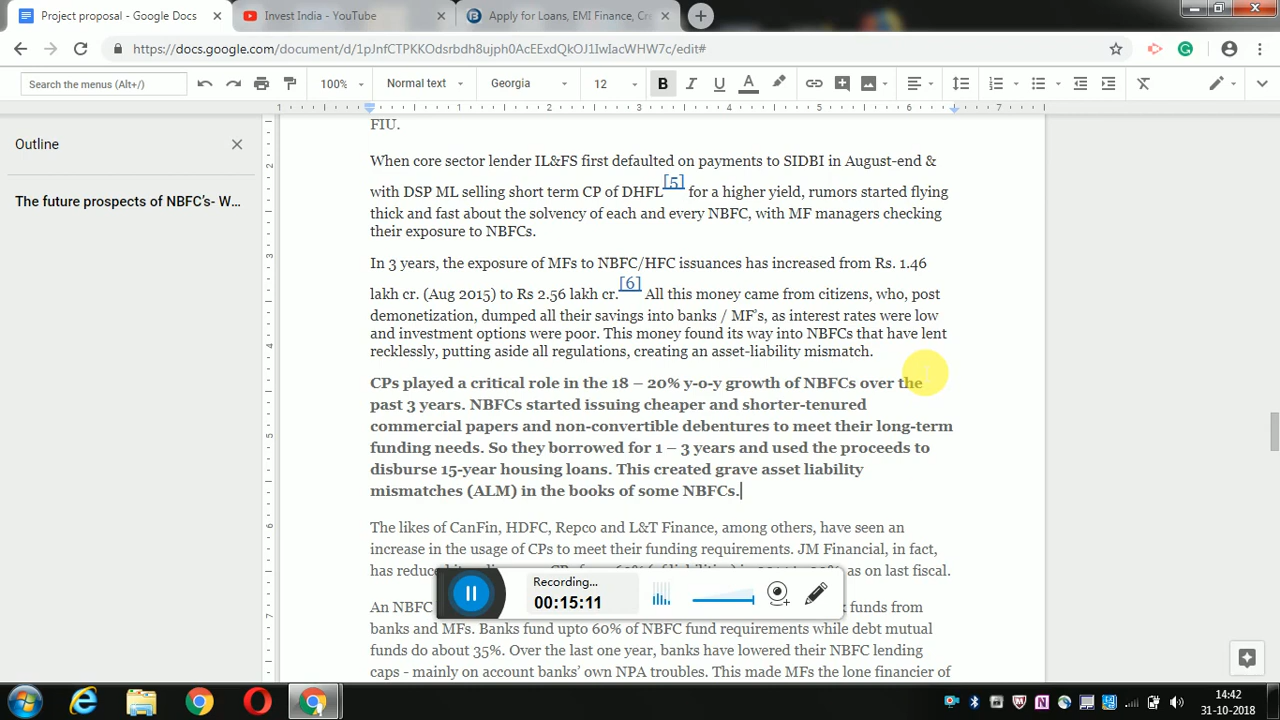 Project proposal - Google Docs
Invest India - YouTube
Apply for Loans, EMI Finance, Cre
https://docs.google.com/document/d/1pJnfCTPKKOdsrbdh8ujph0AcEExdQkOJ1IwIacWHW7c/edit#
Search the menus (Alt+/)
100%
Normal text
Georgia
12
B I U A
1 1 2 3 4 5 6 7
Outline
The future prospects of NBFC's- W...
FIU.
When core sector lender IL&FS first defaulted on payments to SIDBI in August-end &
with DSP ML selling short term CP of DHFL[5] for a higher yield, rumors started flying
thick and fast about the solvency of each and every NBFC, with MF managers checking
their exposure to NBFCs.
In 3 years, the exposure of MFs to NBFC/HFC issuances has increased from Rs. 1.46
lakh cr. (Aug 2015) to Rs 2.56 lakh cr.[6] All this money came from citizens, who, post
demonetization, dumped all their savings into banks / MF's, as interest rates were low
and investment options were poor. This money found its way into NBFCs that have lent
recklessly, putting aside all regulations, creating an asset-liability mismatch.
CPs played a critical role in the 18 – 20% y-o-y growth of NBFCs over the
past 3 years. NBFCs started issuing cheaper and shorter-tenured
commercial papers and non-convertible debentures to meet their long-term
funding needs. So they borrowed for 1 – 3 years and used the proceeds to
disburse 15-year housing loans. This created grave asset liability
mismatches (ALM) in the books of some NBFCs.
The likes of CanFin, HDFC, Repco and L&T Finance, among others, have seen an
increase in the usage of CPs to meet their funding requirements. JM Financial, in fact,
has reduced as on last fiscal.
An NBFC funds from
banks and MFs. Banks fund upto 60% of NBFC fund requirements while debt mutual
funds do about 35%. Over the last one year, banks have lowered their NBFC lending
caps - mainly on account banks' own NPA troubles. This made MFs the lone financier of
Recording...
00:15:11
2
3
4
5
6
7
14:42
31-10-2018